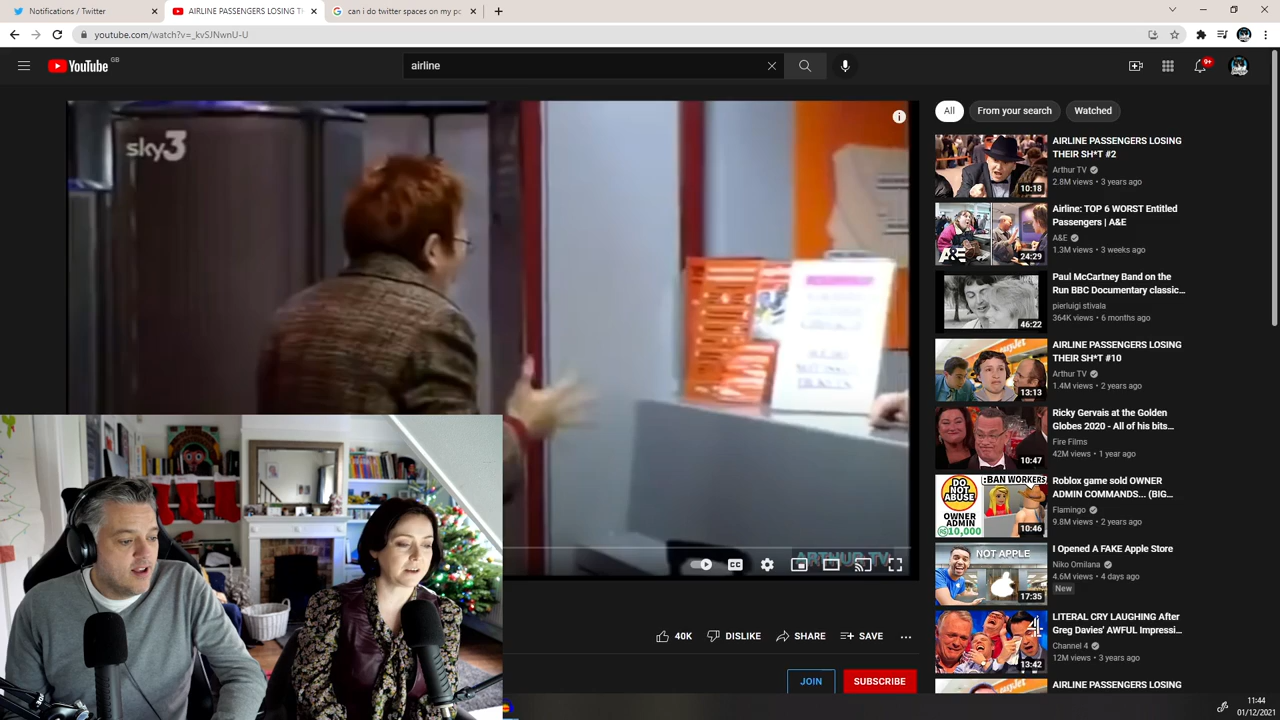 Notifications / Twitter
AIRLINE PASSENGERS LOSING TH
can i do twitter spaces on my pc
youtube.com/watch?v=_kvSJNwnU-U
YouTube GB
airline
9+
sky3
All
From your search
Watched
AIRLINE PASSENGERS LOSING
THEIR SH*T #2
Arthur TV
2.8M views • 3 years ago
10:18
Airline: TOP 6 WORST Entitled
Passengers | A&E
A&E
1.3M views • 3 weeks ago
A&E
24:29
Paul McCartney Band on the
Run BBC Documentary classic...
pierluigi stivala
364K views • 6 months ago
46:22
AIRLINE PASSENGERS LOSING
THEIR SH*T #10
Arthur TV
1.4M views • 2 years ago
easyJet
13:13
Ricky Gervais at the Golden
Globes 2020 - All of his bits...
Fire Films
42M views • 1 year ago
10:47
Roblox game sold OWNER
ADMIN COMMANDS... (BIG...
Flamingo
9.8M views • 2 years ago
DO
NOT
ABUSE
BAN WORKERS
OWNER
ADMIN
10,000
10:46
I Opened A FAKE Apple Store
Niko Omilana
4.6M views • 4 days ago
New
NOT APPLE
17:35
LITERAL CRY LAUGHING After
Greg Davies' AWFUL Impressi...
Channel 4
12M views • 3 years ago
4
13:42
AIRLINE PASSENGERS LOSING
ARTHUR TV
CC
40K
DISLIKE
SHARE
SAVE
JOIN
SUBSCRIBE
11:44
01/12/2021